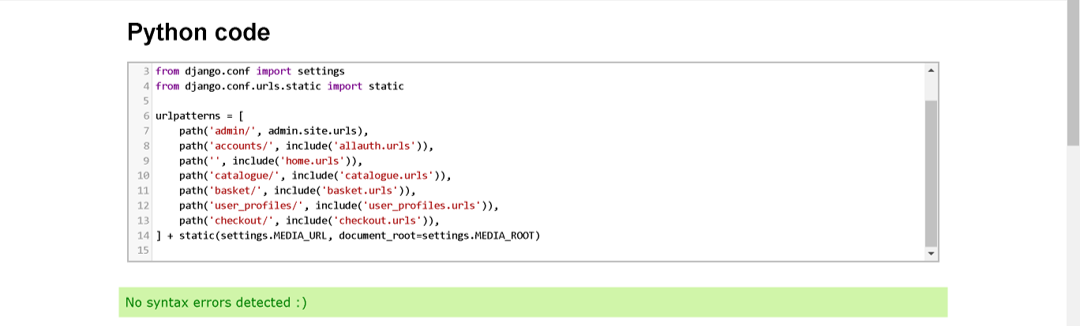 Python code
3 from django.conf import settings
4 from django.conf.urls.static import static
5
6 urlpatterns = [
7     path('admin/', admin.site.urls),
8     path('accounts/', include('allauth.urls')),
9     path('', include('home.urls')),
10     path('catalogue/', include('catalogue.urls')),
11     path('basket/', include('basket.urls')),
12     path('user_profiles/', include('user_profiles.urls')),
13     path('checkout/', include('checkout.urls')),
14 ] + static(settings.MEDIA_URL, document_root=settings.MEDIA_ROOT)
15
No syntax errors detected :)